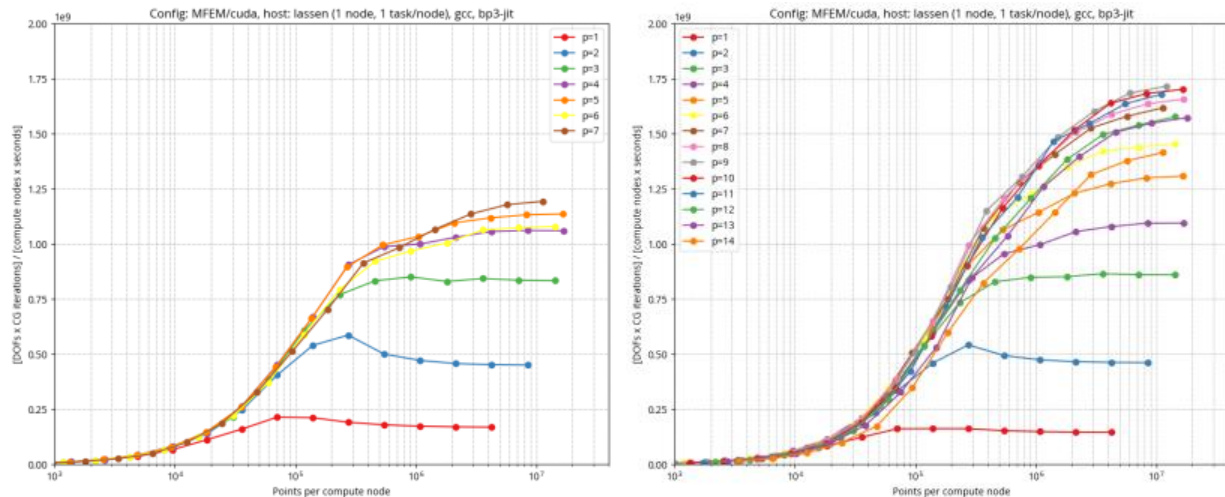 Config: MFEM/cuda, host: lassen (1 node, 1 task/node), gcc, bp3-jit
1e9
2.00
1.75
1.50
1.25
1.00
0.75
0.50
0.25
0.00
[DOFs x CG iterations] / [compute nodes x seconds]
p=1
p=2
p=3
p=4
p=5
p=6
p=7
10³
10⁴
10⁵
10⁶
10⁷
Points per compute node
Config: MFEM/cuda, host: lassen (1 node, 1 task/node), gcc, bp3-jit
1e9
2.00
1.75
1.50
1.25
1.00
0.75
0.50
0.25
0.00
[DOFs x CG iterations] / [compute nodes x seconds]
p=1
p=2
p=3
p=4
p=5
p=6
p=7
p=8
p=9
p=10
p=11
p=12
p=13
p=14
10³
10⁴
10⁵
10⁶
10⁷
Points per compute node